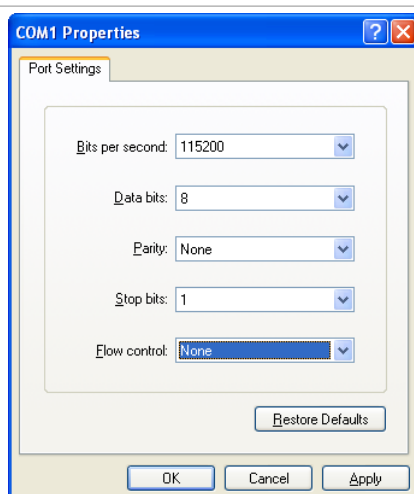 COM1 Properties
Port Settings
Bits per second: 115200
Data bits: 8
Parity: None
Stop bits: 1
Flow control: None
Restore Defaults
OK Cancel Apply